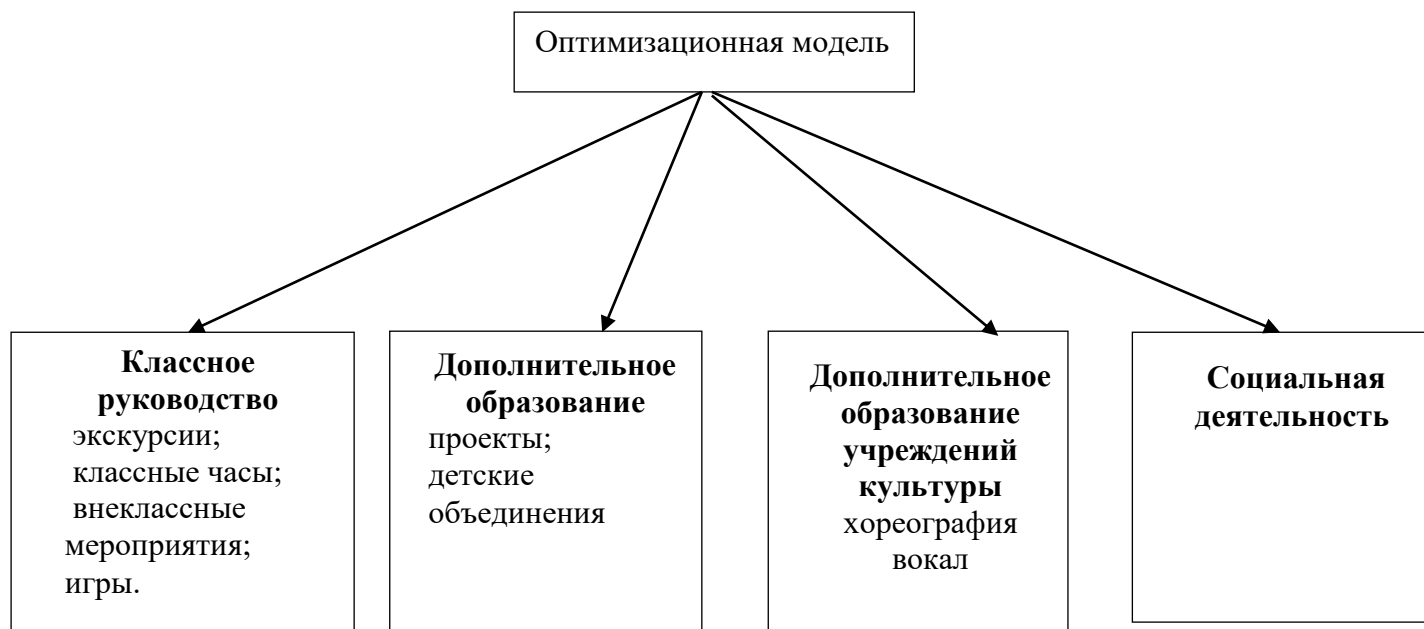 Оптимизационная модель
Классное
руководство
экскурсии;
классные часы;
внеклассные
мероприятия;
игры.
Дополнительное
образование
проекты;
детские
объединения
Дополнительное
образование
учреждений
культуры
хореография
вокал
Социальная
деятельность